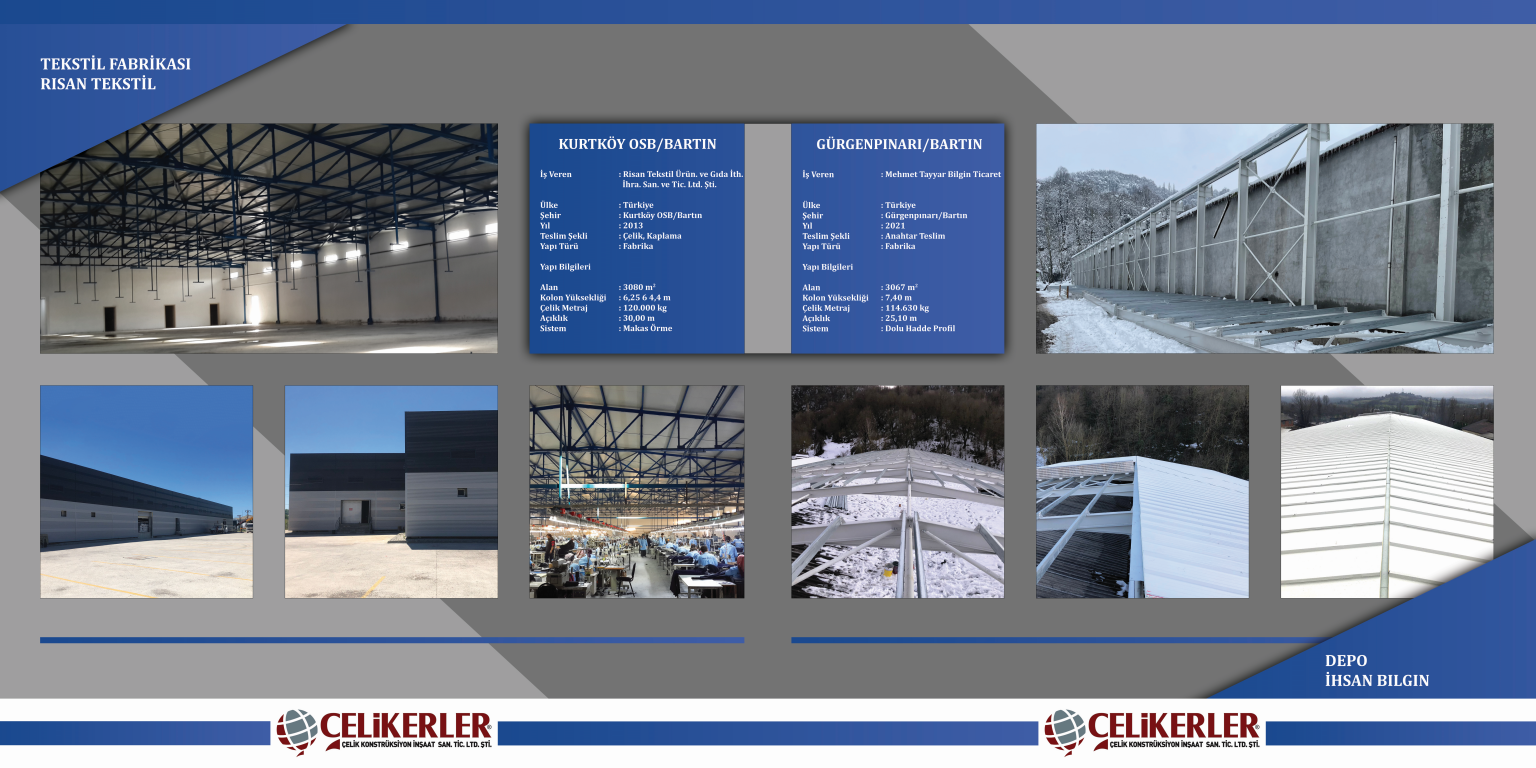 TEKSTİL FABRİKASI
RISAN TEKSTİL
KURTKÖY OSB/BARTIN
İş Veren : Risan Tekstil Ürün. ve Gıda İth.
İhra. San. ve Tic. Ltd. Şti.
Ülke : Türkiye
Şehir : Kurtköy OSB/Bartın
Yıl : 2013
Teslim Şekli : Çelik, Kaplama
Yapı Türü : Fabrika
Yapı Bilgileri
Alan : 3080 m²
Kolon Yüksekliği : 6,25 6 4,4 m
Çelik Metraj : 120.000 kg
Açıklık : 30,00 m
Sistem : Makas Örme
GÜRGENPINARI/BARTIN
İş Veren : Mehmet Tayyar Bilgin Ticaret
Ülke : Türkiye
Şehir : Gürgenpınarı/Bartın
Yıl : 2021
Teslim Şekli : Anahtar Teslim
Yapı Türü : Fabrika
Yapı Bilgileri
Alan : 3067 m²
Kolon Yüksekliği : 7,40 m
Çelik Metraj : 114.630 kg
Açıklık : 25,10 m
Sistem : Dolu Hadde Profil
DEPO
İHSAN BILGIN
ÇELiKERLER®
ÇELİK KONSTRÜKSİYON İNŞAAT SAN. TİC. LTD. ŞTİ.
ÇELiKERLER®
ÇELİK KONSTRÜKSİYON İNŞAAT SAN. TİC. LTD. ŞTİ.